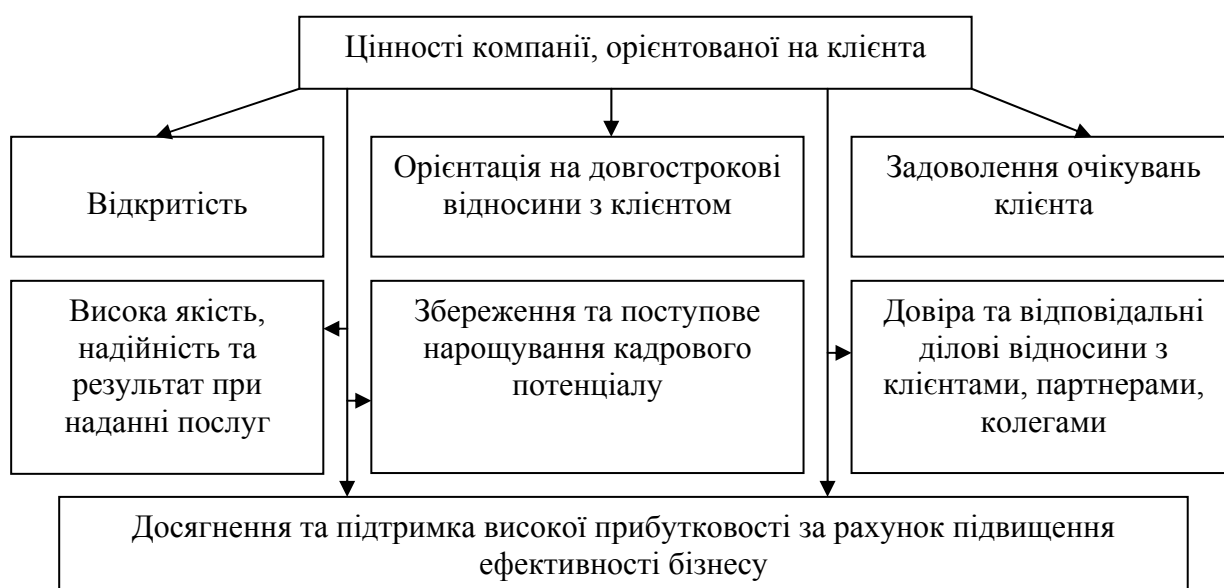 Цінності компанії, орієнтованої на клієнта
Відкритість
Орієнтація на довгострокові
відносини з клієнтом
Задоволення очікувань
клієнта
Висока якість,
надійність та
результат при
наданні послуг
Збереження та поступове
нарощування кадрового
потенціалу
Довіра та відповідальні
ділові відносини з
клієнтами, партнерами,
колегами
Досягнення та підтримка високої прибутковості за рахунок підвищення
ефективності бізнесу